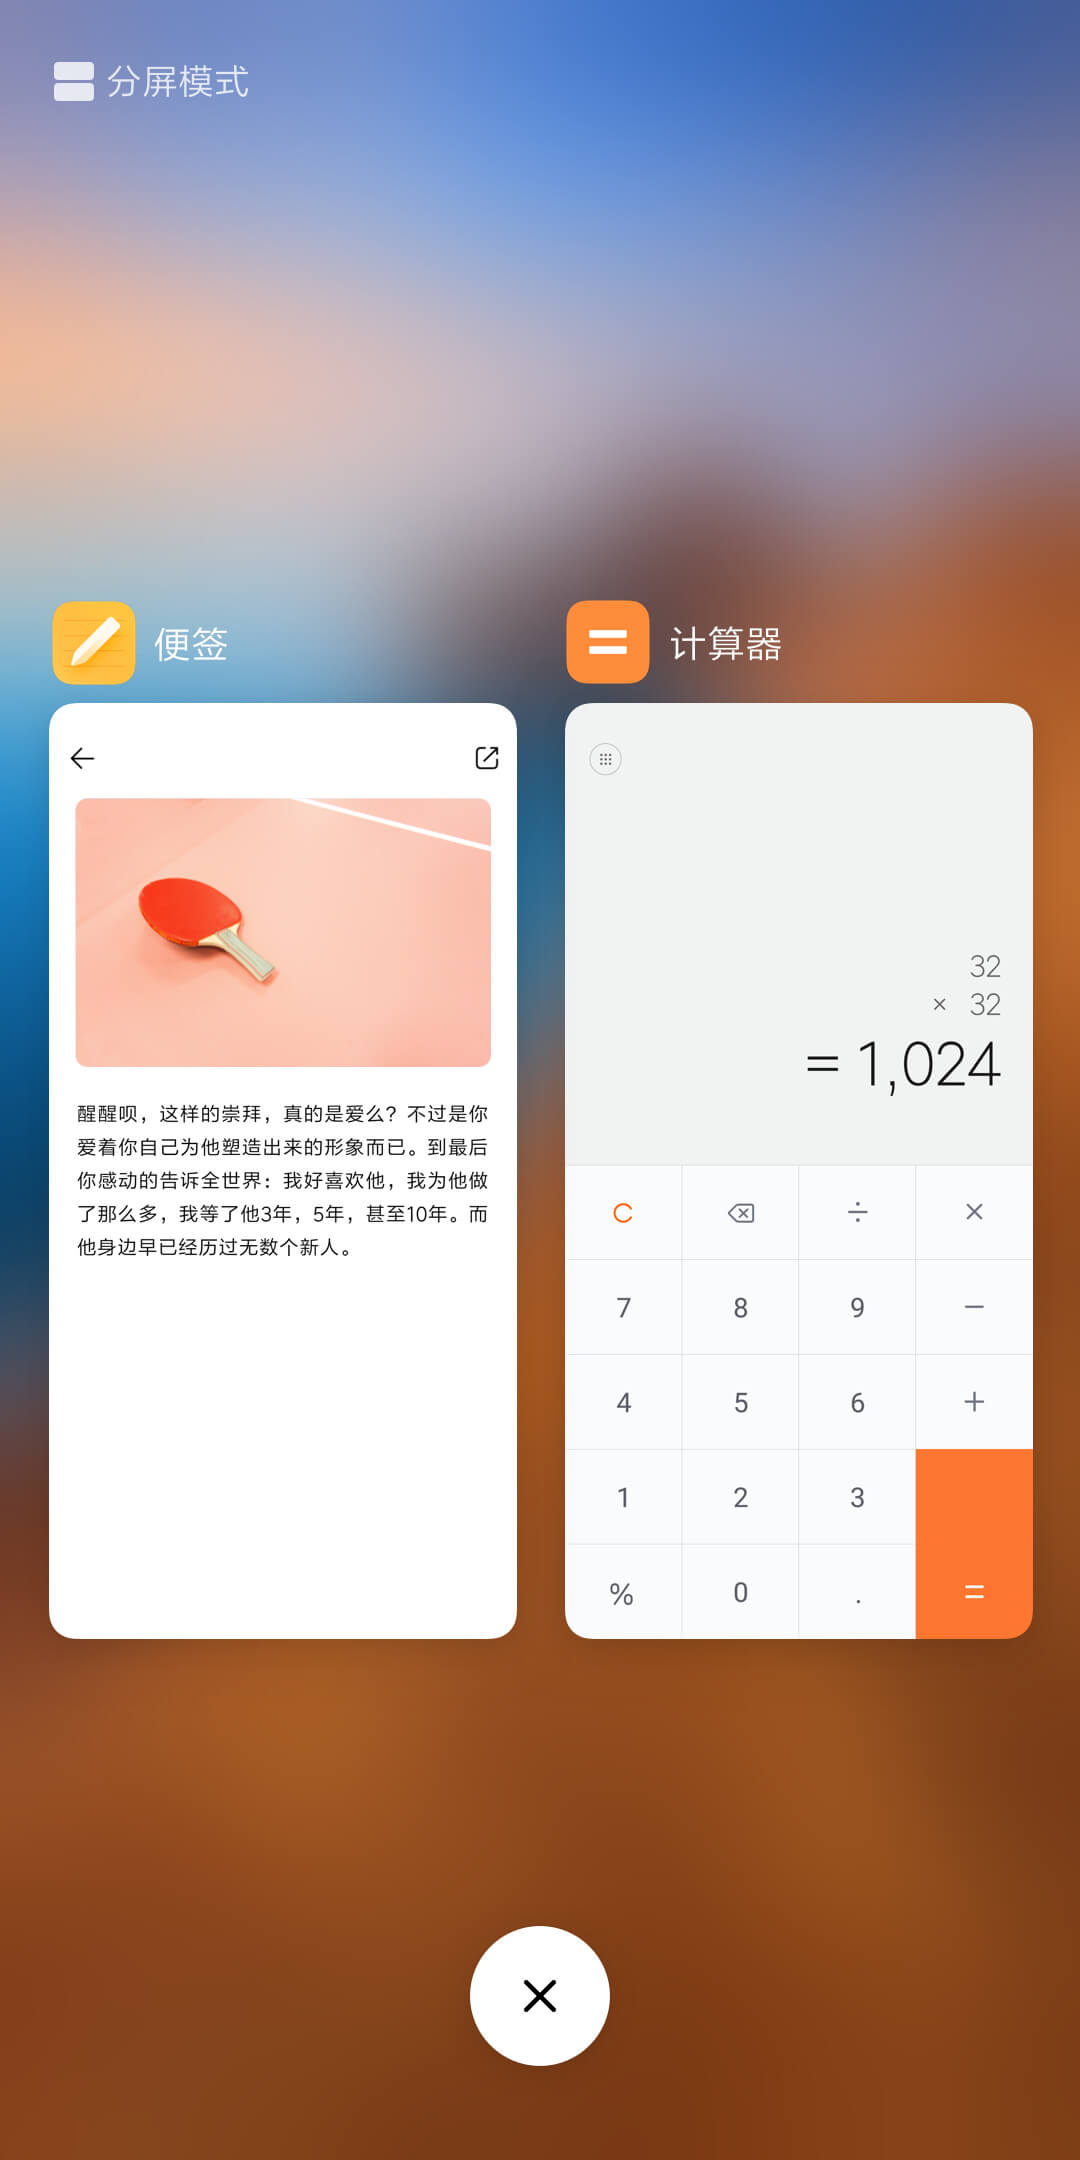 分屏模式
便签
醒醒呗，这样的崇拜，真的是爱么？不过是你
爱着你自己为他塑造出来的形象而已。到最后
你感动的告诉全世界：我好喜欢他，我为他做
了那么多，我等了他3年，5年，甚至10年。而
他身边早已经历过无数个新人。
计算器
32
× 32
= 1,024
C ÷ ×
7 8 9 −
4 5 6 +
1 2 3
% 0 . =